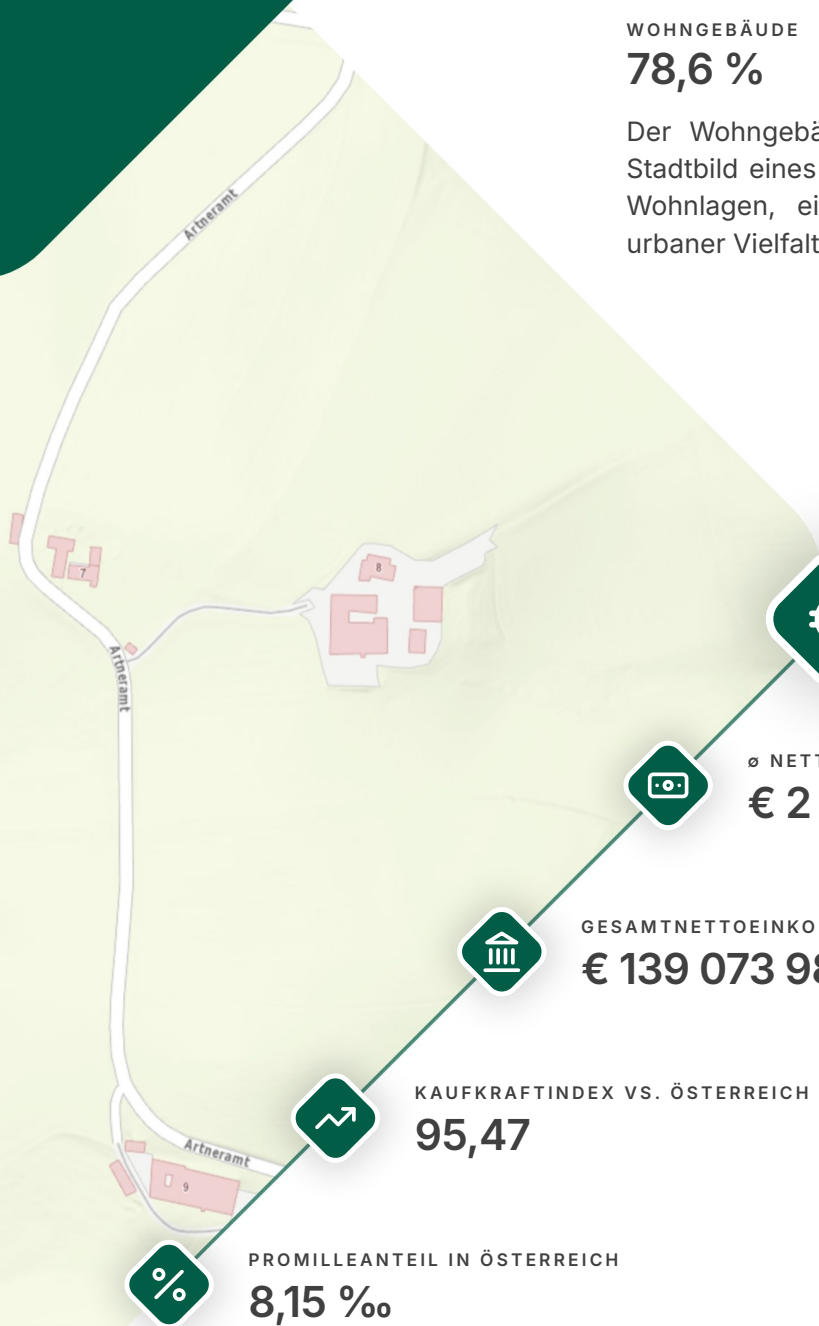 WOHNGEBÄUDE
78,6 %
Der Wohngebä
Stadtbild eines
Wohnlagen, ei
urbaner Vielfalt
Artneramt
7
8
Artneramt
ø NETT
€ 2
GESAMTNETTOEINKO
€ 139 073 98
KAUFKRAFTINDEX VS. ÖSTERREICH
95,47
Artneramt
9
PROMILLEANTEIL IN ÖSTERREICH
8,15 ‰